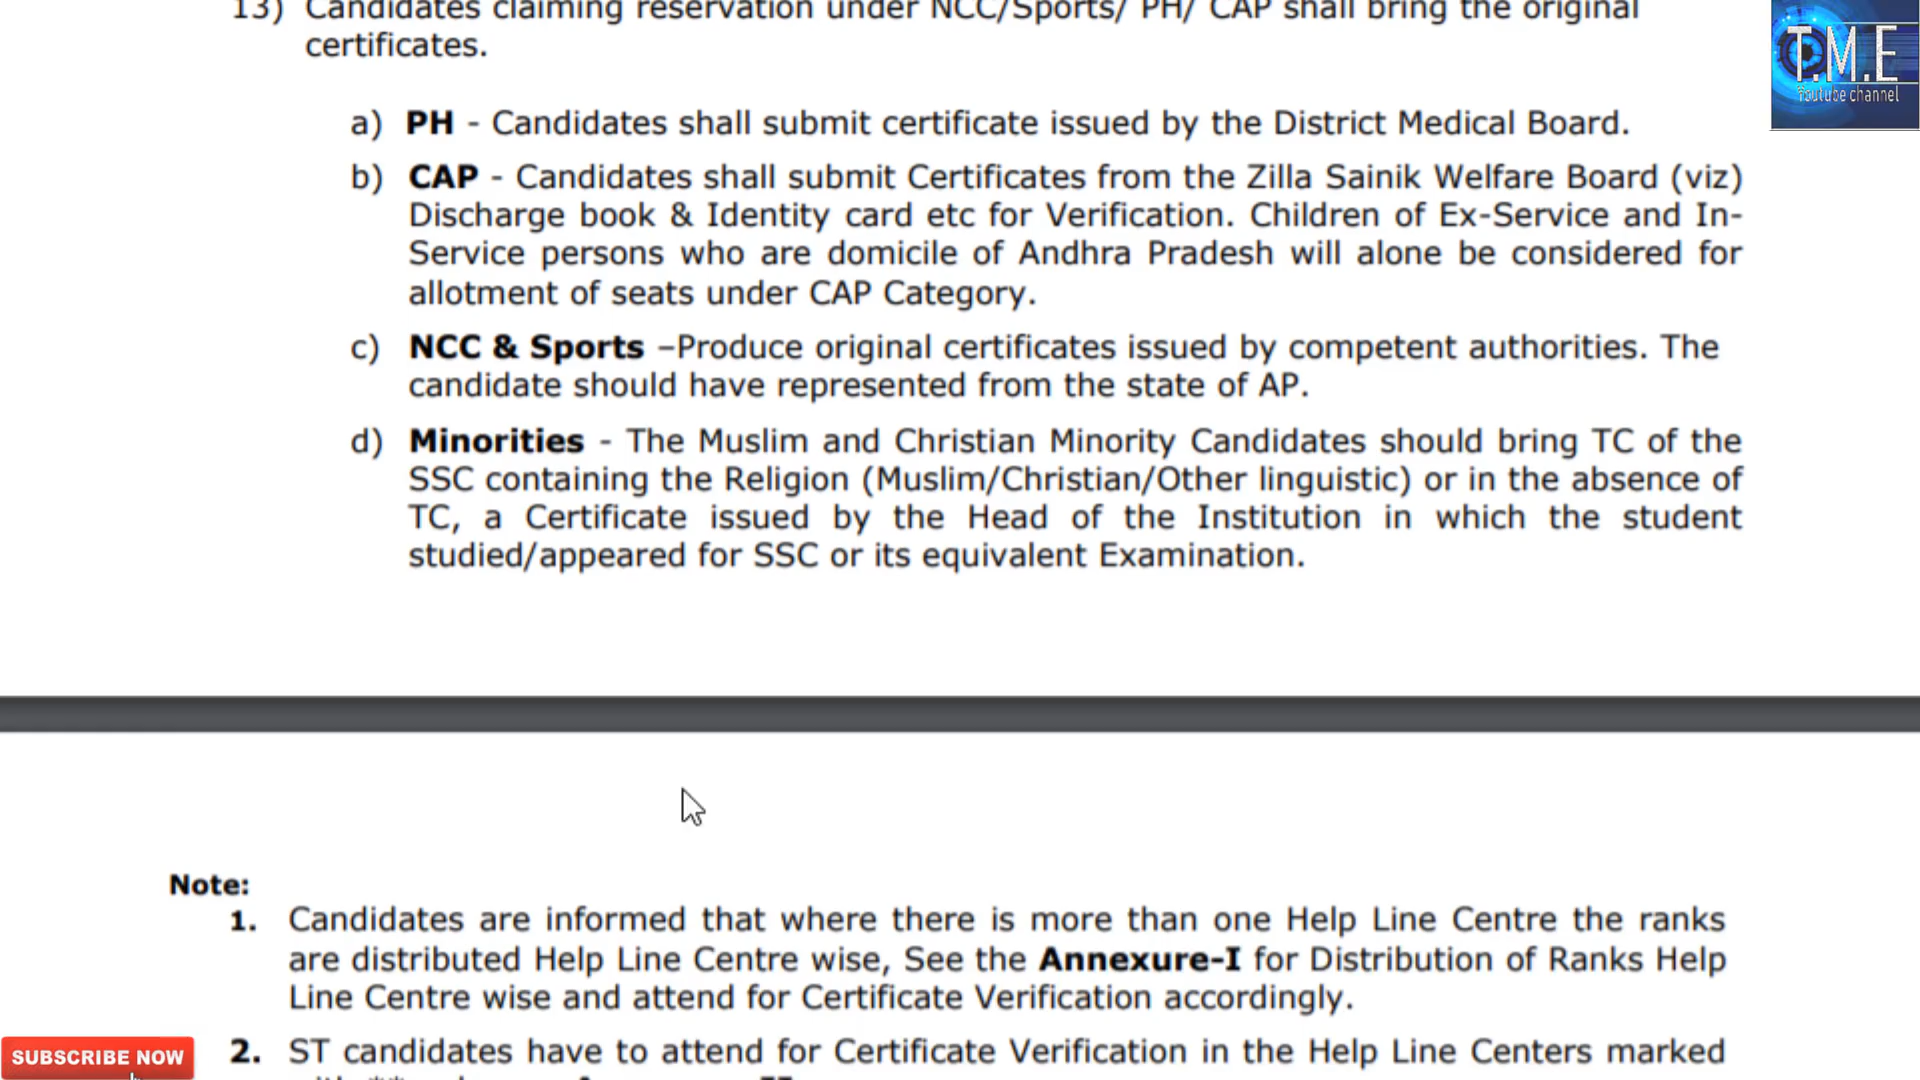 13) Candidates claiming reservation under NCC/Sports/ PH/ CAP shall bring the original
certificates.
T.M.E
Youtube channel
a) PH - Candidates shall submit certificate issued by the District Medical Board.
b) CAP - Candidates shall submit Certificates from the Zilla Sainik Welfare Board (viz)
Discharge book & Identity card etc for Verification. Children of Ex-Service and In-
Service persons who are domicile of Andhra Pradesh will alone be considered for
allotment of seats under CAP Category.
c) NCC & Sports –Produce original certificates issued by competent authorities. The
candidate should have represented from the state of AP.
d) Minorities - The Muslim and Christian Minority Candidates should bring TC of the
SSC containing the Religion (Muslim/Christian/Other linguistic) or in the absence of
TC, a Certificate issued by the Head of the Institution in which the student
studied/appeared for SSC or its equivalent Examination.
Note:
1. Candidates are informed that where there is more than one Help Line Centre the ranks
are distributed Help Line Centre wise, See the Annexure-I for Distribution of Ranks Help
Line Centre wise and attend for Certificate Verification accordingly.
2. ST candidates have to attend for Certificate Verification in the Help Line Centers marked
SUBSCRIBE NOW